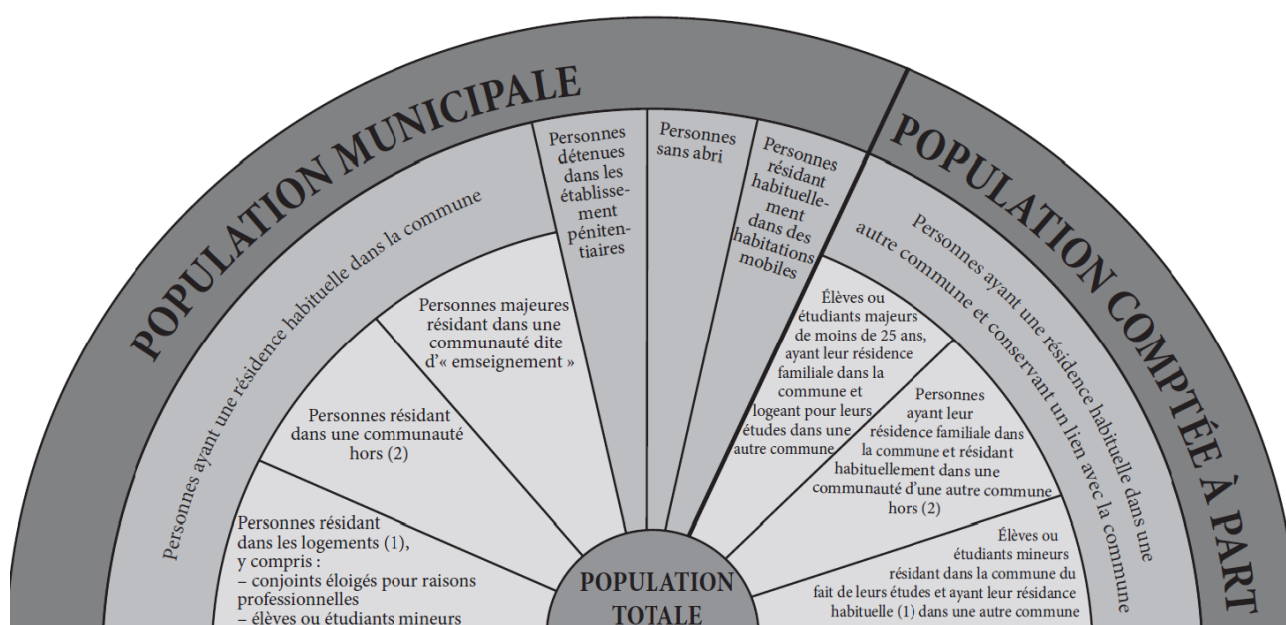 POPULATION MUNICIPALE
POPULATION COMPTÉE À PART
Personnes ayant une résidence habituelle dans la commune
Personnes
détenues
dans les
établisse-
ment
péniten-
tiaires
Personnes
sans abri
Personnes
résidant
habituelle-
ment
dans des
habitations
mobiles
Personnes ayant une résidence habituelle dans une
autre commune et conservant un lien avec la commune
Personnes majeures
résidant dans une
communauté dite
d'« emseignement »
Personnes résidant
dans une communauté
hors (2)
Personnes résidant
dans les logements (1),
y compris :
– conjoints éloigés pour raisons
professionnelles
– élèves ou étudiants mineurs
Élèves ou
étudiants majeurs
de moins de 25 ans,
ayant leur résidence
familiale dans la
commune et
logeant pour leurs
études dans une
autre commune
Personnes
ayant leur
résidence familiale dans
la commune et résidant
habituellement dans une
communauté d'une autre commune
hors (2)
Élèves ou
étudiants mineurs
résidant dans la commune du
fait de leurs études et ayant leur résidance
habituelle (1) dans une autre commune
POPULATION
TOTALE